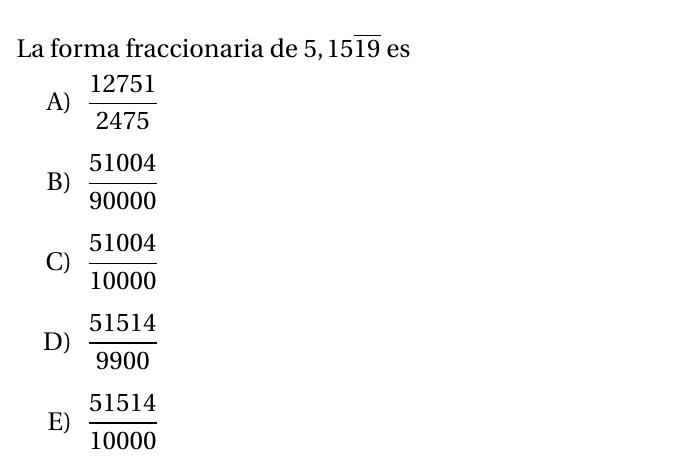 La forma fraccionaria de 5, 15\overline{19} es
A) \frac{12751}{2475}
B) \frac{51004}{90000}
C) \frac{51004}{10000}
D) \frac{51514}{9900}
E) \frac{51514}{10000}